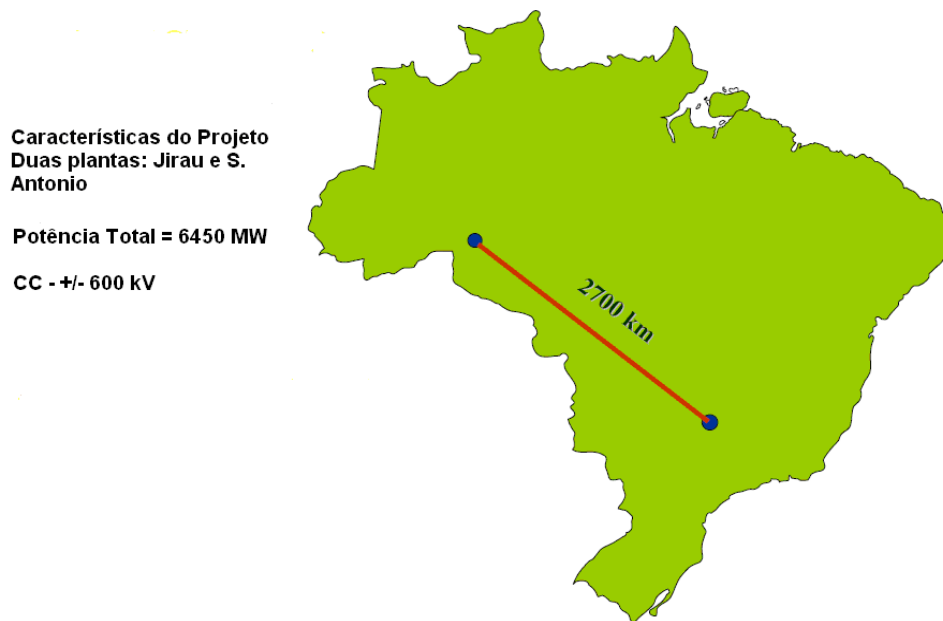 Características do Projeto
Duas plantas: Jirau e S.
Antonio
Potência Total = 6450 MW
CC - +/- 600 kV
2700 km